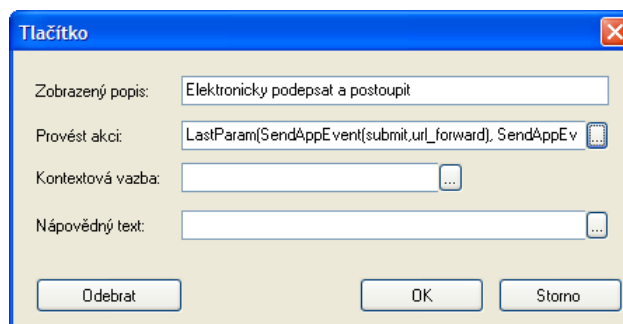 Tlačítko
Zobrazený popis: Elektronicky podepsat a postoupit
Provést akci: LastParam(SendAppEvent(submit,url_forward), SendAppEv ...
Kontextová vazba: ...
Nápovědný text: ...
Odebrat OK Storno